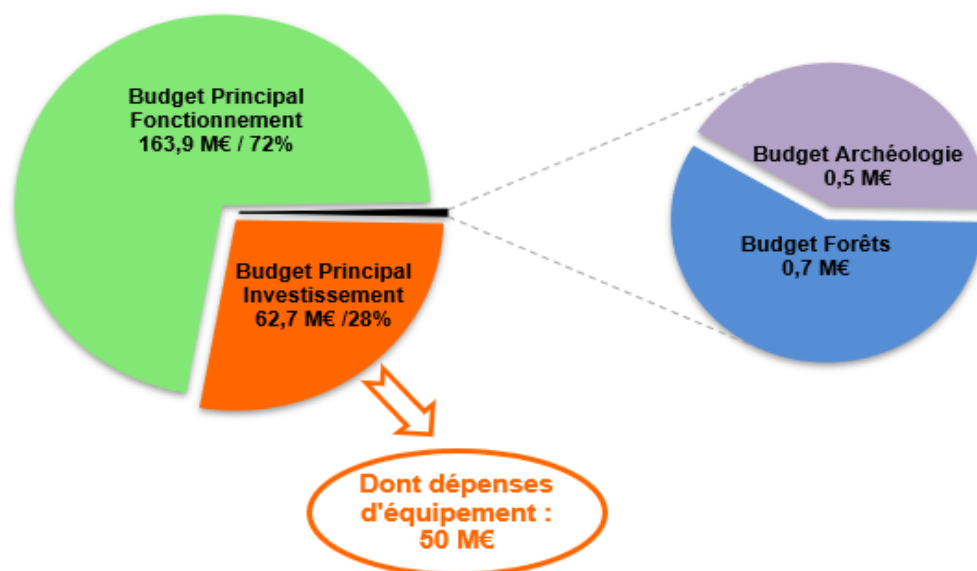 Budget Principal
Fonctionnement
163,9 M€ / 72%
Budget Archéologie
0,5 M€
Budget Forêts
0,7 M€
Budget Principal
Investissement
62,7 M€ /28%
Dont dépenses
d'équipement :
50 M€